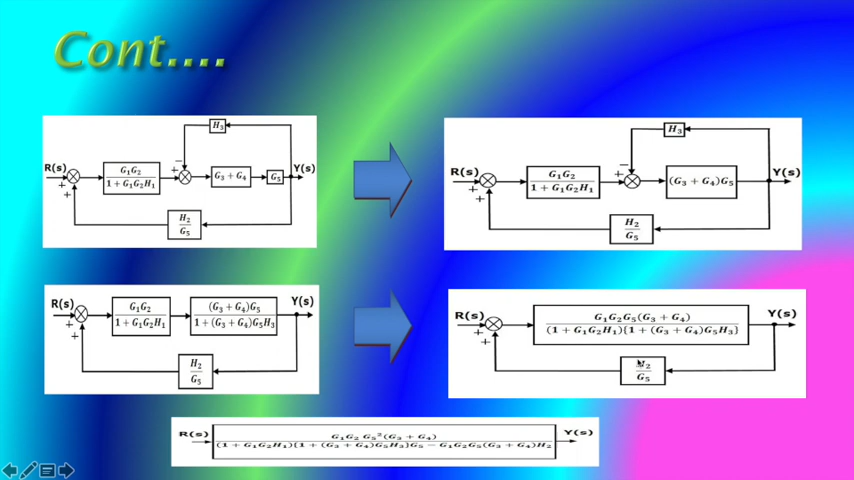 Cont....
H₃
R(s)
G₁G₂
1 + G₁G₂H₁
G₃ + G₄
G₅
Y(s)
H₂
G₅
H₃
R(s)
G₁G₂
1 + G₁G₂H₁
(G₃ + G₄)G₅
Y(s)
H₂
G₅
R(s)
G₁G₂
1 + G₁G₂H₁
(G₃ + G₄)G₅
1 + (G₃ + G₄)G₅H₃
Y(s)
H₂
G₅
R(s)
G₁G₂G₅(G₃ + G₄)
(1 + G₁G₂H₁){1 + (G₃ + G₄)G₅H₃}
Y(s)
H₂
G₅
R(s)
G₁G₂ G₅²(G₃ + G₄)
(1 + G₁G₂H₁){1 + (G₃ + G₄)G₅H₃}G₅ − G₁G₂G₅(G₃ + G₄)H₂
Y(s)